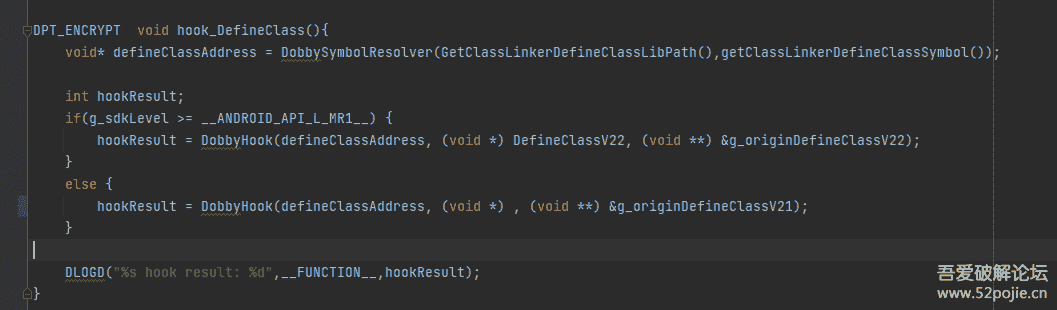 DPT_ENCRYPT  void hook_DefineClass(){
    void* defineClassAddress = DobbySymbolResolver(GetClassLinkerDefineClassLibPath(),getClassLinkerDefineClassSymbol());
    int hookResult;
    if(g_sdkLevel >= __ANDROID_API_L_MR1__) {
        hookResult = DobbyHook(defineClassAddress, (void *) DefineClassV22, (void **) &g_originDefineClassV22);
    }
    else {
        hookResult = DobbyHook(defineClassAddress, (void *) , (void **) &g_originDefineClassV21);
    }
    DLOGD("%s hook result: %d",__FUNCTION__,hookResult);
}
吾爱破解论坛
www.52pojie.cn